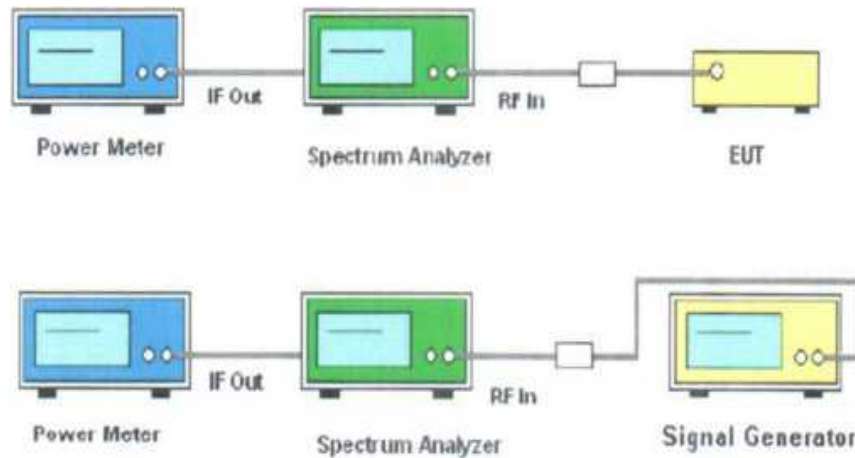 IF Out
RF In
Power Meter
Spectrum Analyzer
EUT
IF Out
RF In
Power Meter
Spectrum Analyzer
Signal Generator